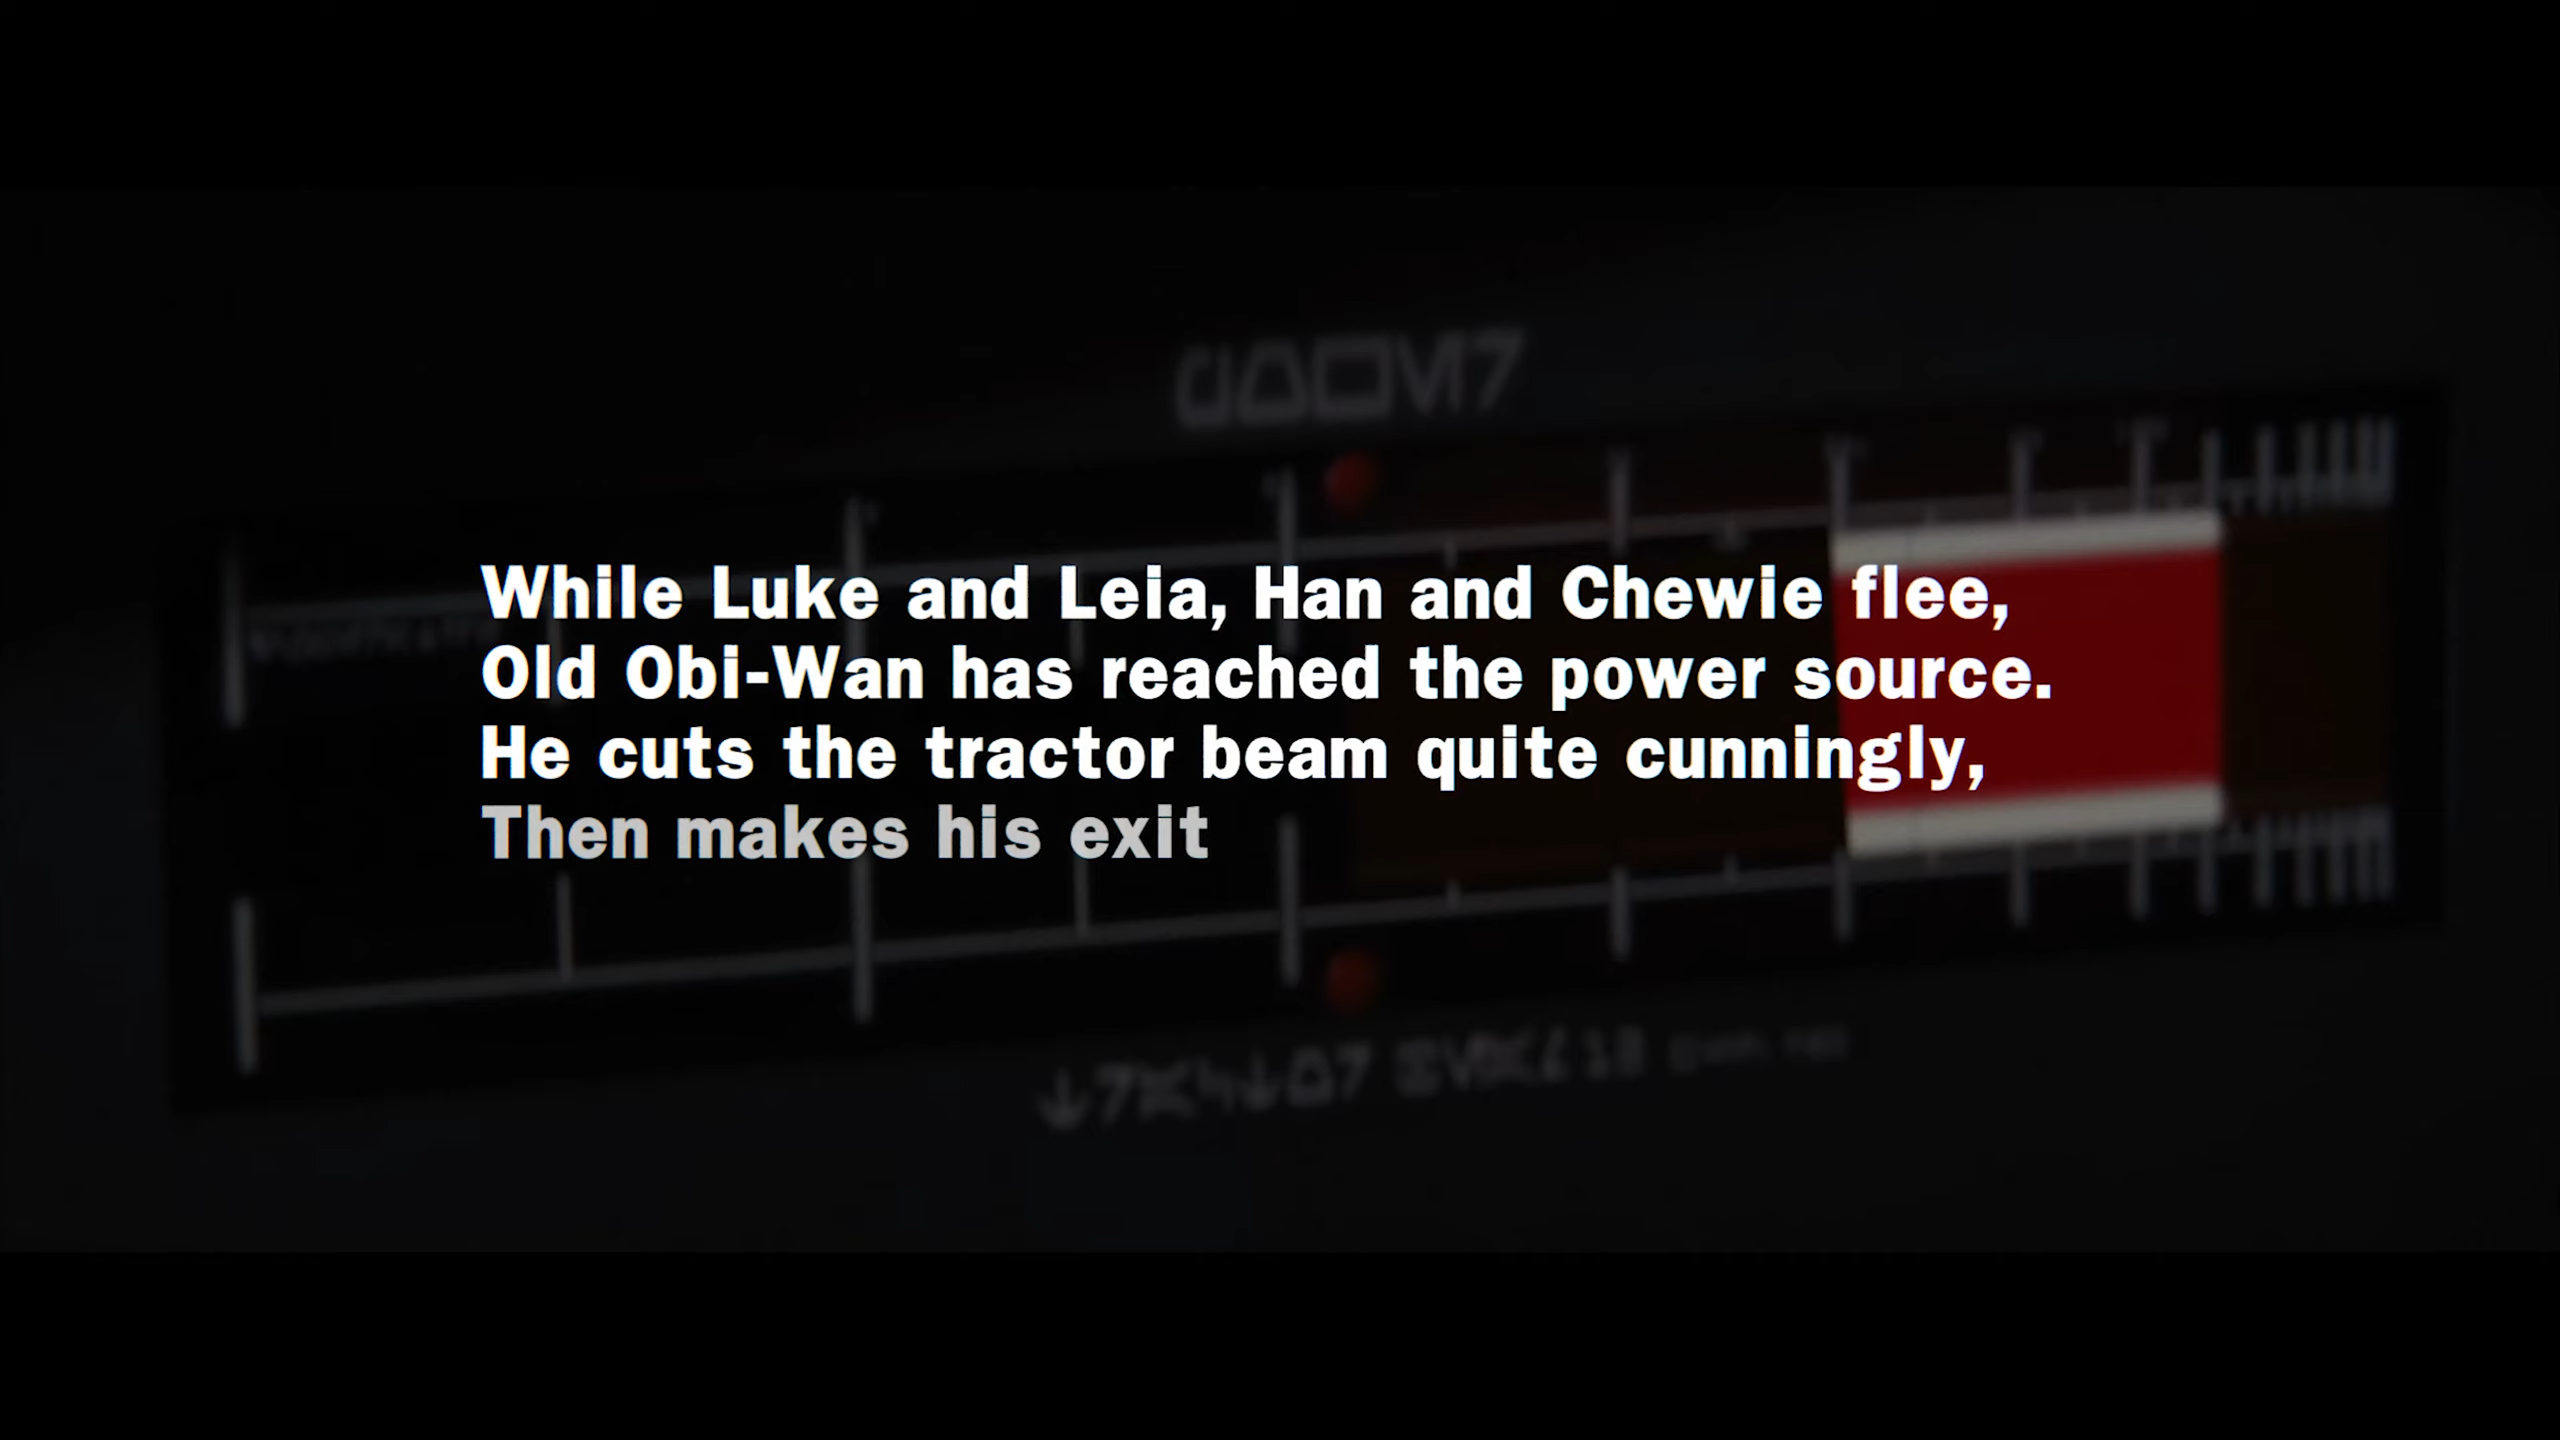 While Luke and Leia, Han and Chewie flee,
Old Obi-Wan has reached the power source.
He cuts the tractor beam quite cunningly,
Then makes his exit